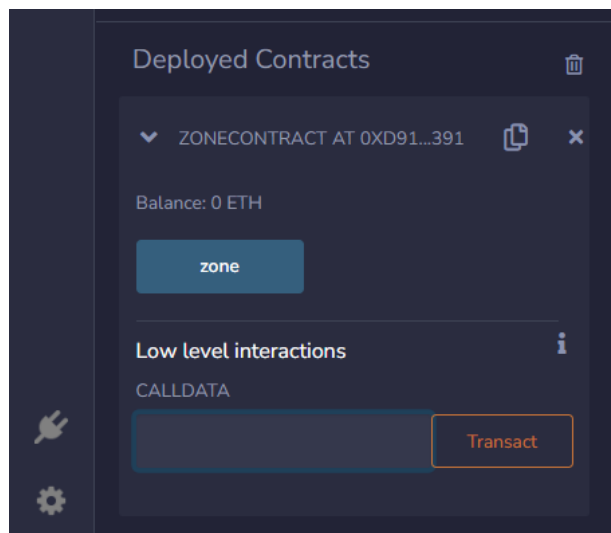 Deployed Contracts
ZONECONTRACT AT 0XD91...391
Balance: 0 ETH
zone
Low level interactions
CALLDATA
Transact